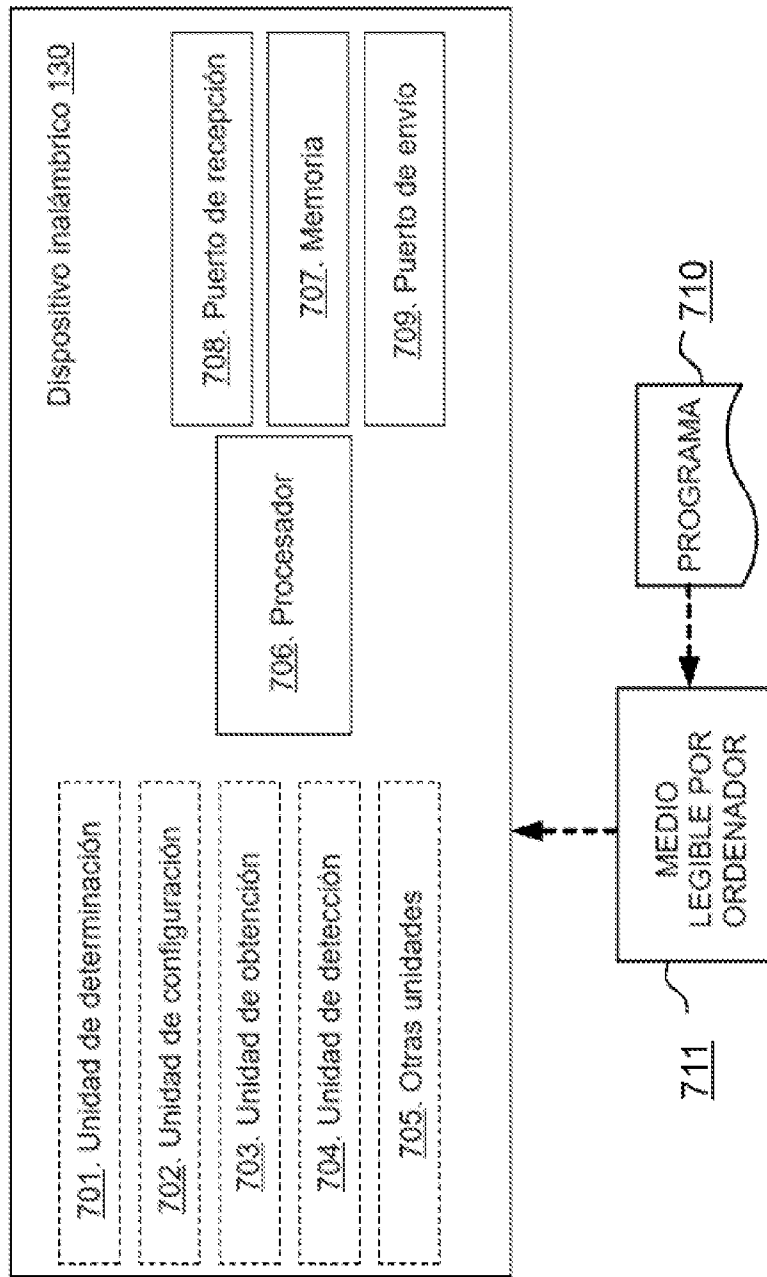 Dispositivo inalámbrico 130
701. Unidad de determinación
702. Unidad de configuración
703. Unidad de obtención
704. Unidad de detección
705. Otras unidades
706. Procesador
708. Puerto de recepción
707. Memoria
709. Puerto de envío
711
MEDIO
LEGIBLE POR
ORDENADOR
PROGRAMA
710